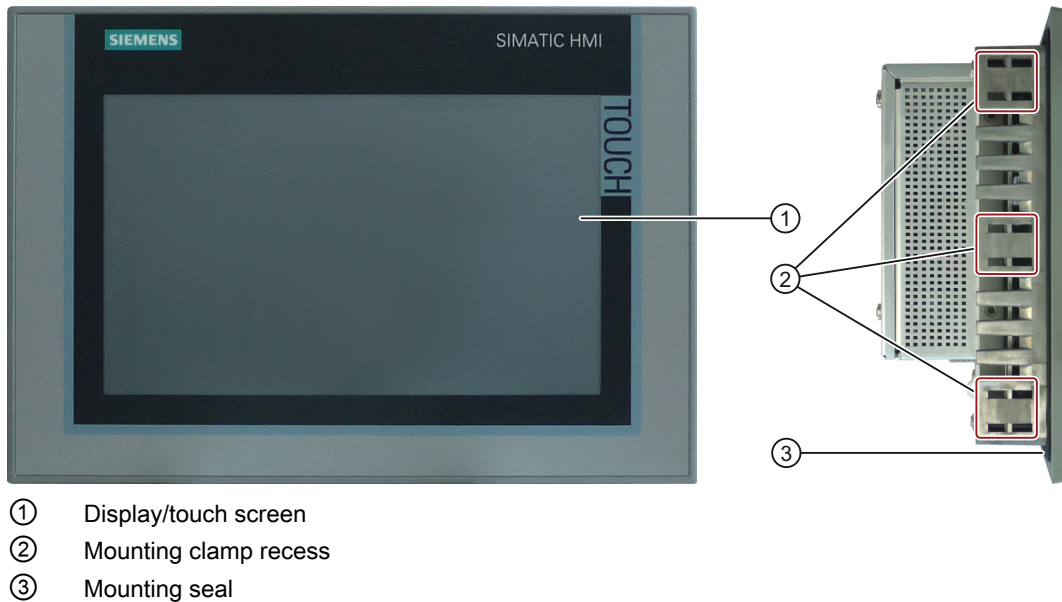 SIEMENS
SIMATIC HMI
TOUCH
①
②
③
① Display/touch screen
② Mounting clamp recess
③ Mounting seal